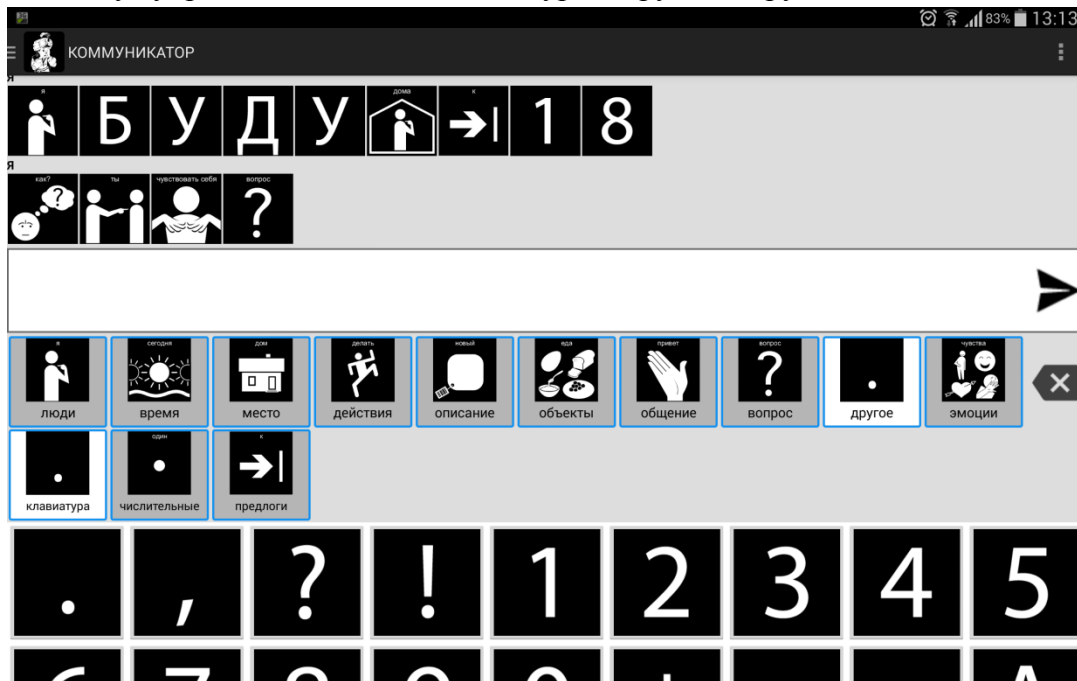 83% 13:13
КОММУНИКАТОР
я
я Б У Д У дома к 1 8
я
как? ты чувствовать себя вопрос ?
я сегодня дом делать новый еда привет вопрос ? . чувства
люди время место действия описание объекты общение вопрос другое эмоции
. один к
клавиатура числительные предлоги
. , ? ! 1 2 3 4 5